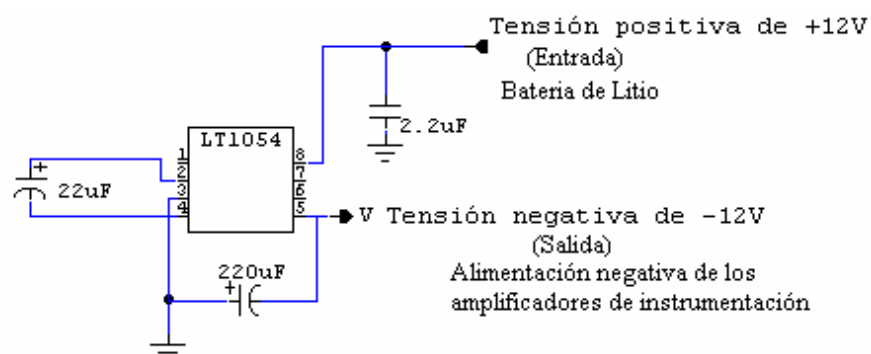 Tensión positiva de +12V
(Entrada)
Bateria de Litio
2.2uF
LT1054
1
2
3
4
8
7
6
5
+
22uF
V Tensión negativa de -12V
(Salida)
Alimentación negativa de los
amplificadores de instrumentación
220uF
+